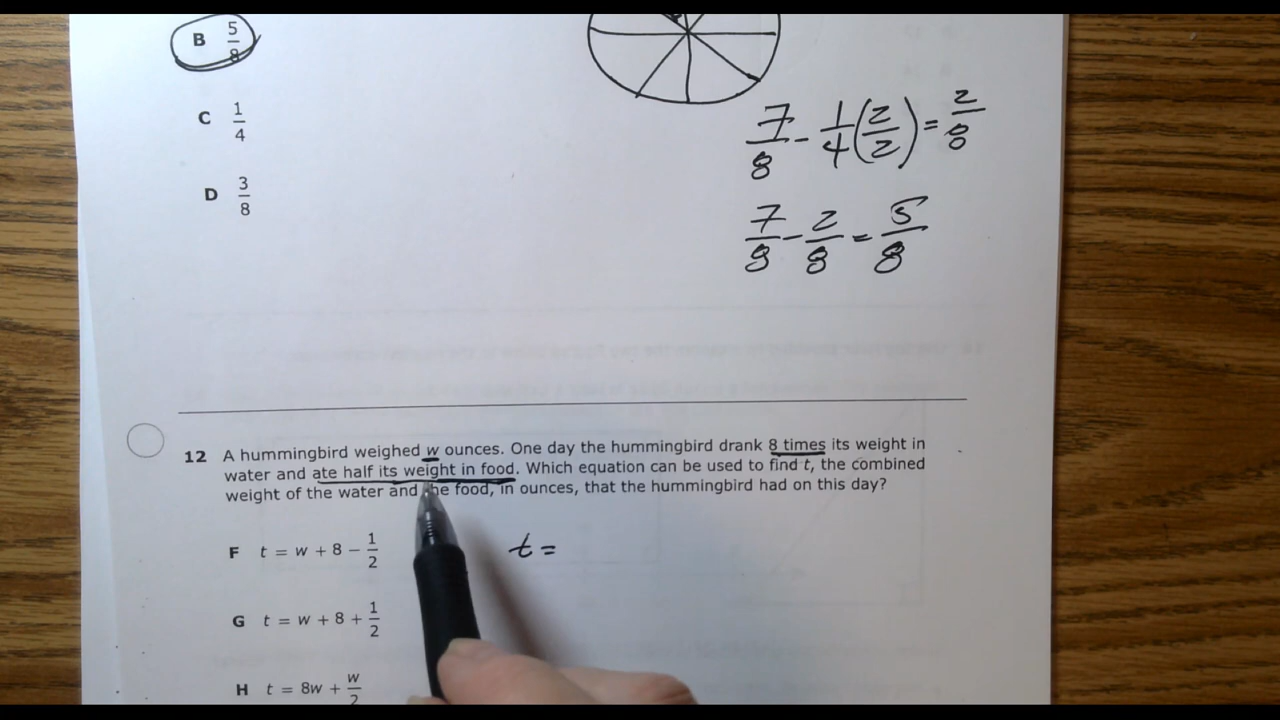 B 5/8
C 1/4
D 3/8
7/8 - 1/4 (2/2) = 2/8
7/8 - 2/8 = 5/8
12 A hummingbird weighed w ounces. One day the hummingbird drank 8 times its weight in
water and ate half its weight in food. Which equation can be used to find t, the combined
weight of the water and the food, in ounces, that the hummingbird had on this day?
F t = w + 8 − 1/2
t =
G t = w + 8 + 1/2
H t = 8w + w/2